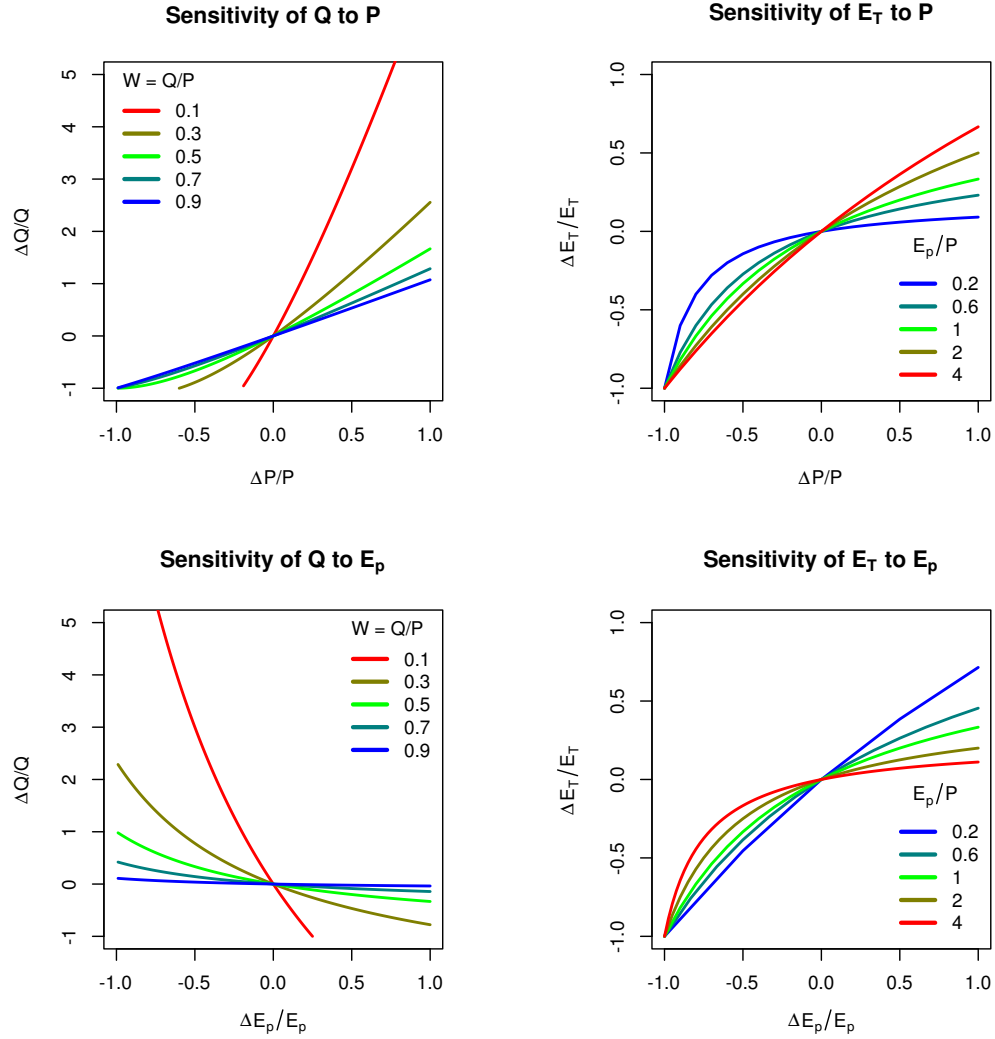 Sensitivity of Q to P
W = Q/P
0.1
0.3
0.5
0.7
0.9
ΔQ/Q
-1 0 1 2 3 4 5
-1.0 -0.5 0.0 0.5 1.0
ΔP/P
Sensitivity of E_T to P
E_p/P
0.2
0.6
1
2
4
ΔE_T/E_T
-1.0 -0.5 0.0 0.5 1.0
-1.0 -0.5 0.0 0.5 1.0
ΔP/P
Sensitivity of Q to E_p
W = Q/P
0.1
0.3
0.5
0.7
0.9
ΔQ/Q
-1 0 1 2 3 4 5
-1.0 -0.5 0.0 0.5 1.0
ΔE_p/E_p
Sensitivity of E_T to E_p
E_p/P
0.2
0.6
1
2
4
ΔE_T/E_T
-1.0 -0.5 0.0 0.5 1.0
-1.0 -0.5 0.0 0.5 1.0
ΔE_p/E_p